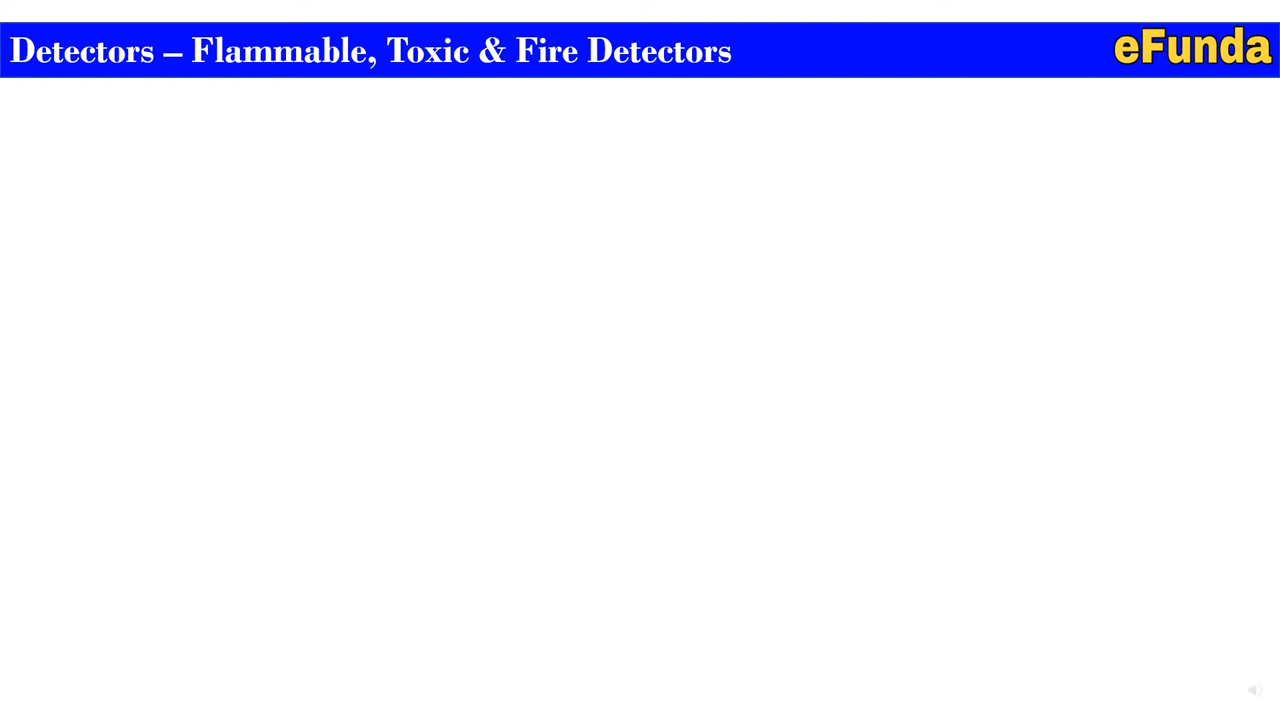 Detectors – Flammable, Toxic & Fire Detectors
eFunda